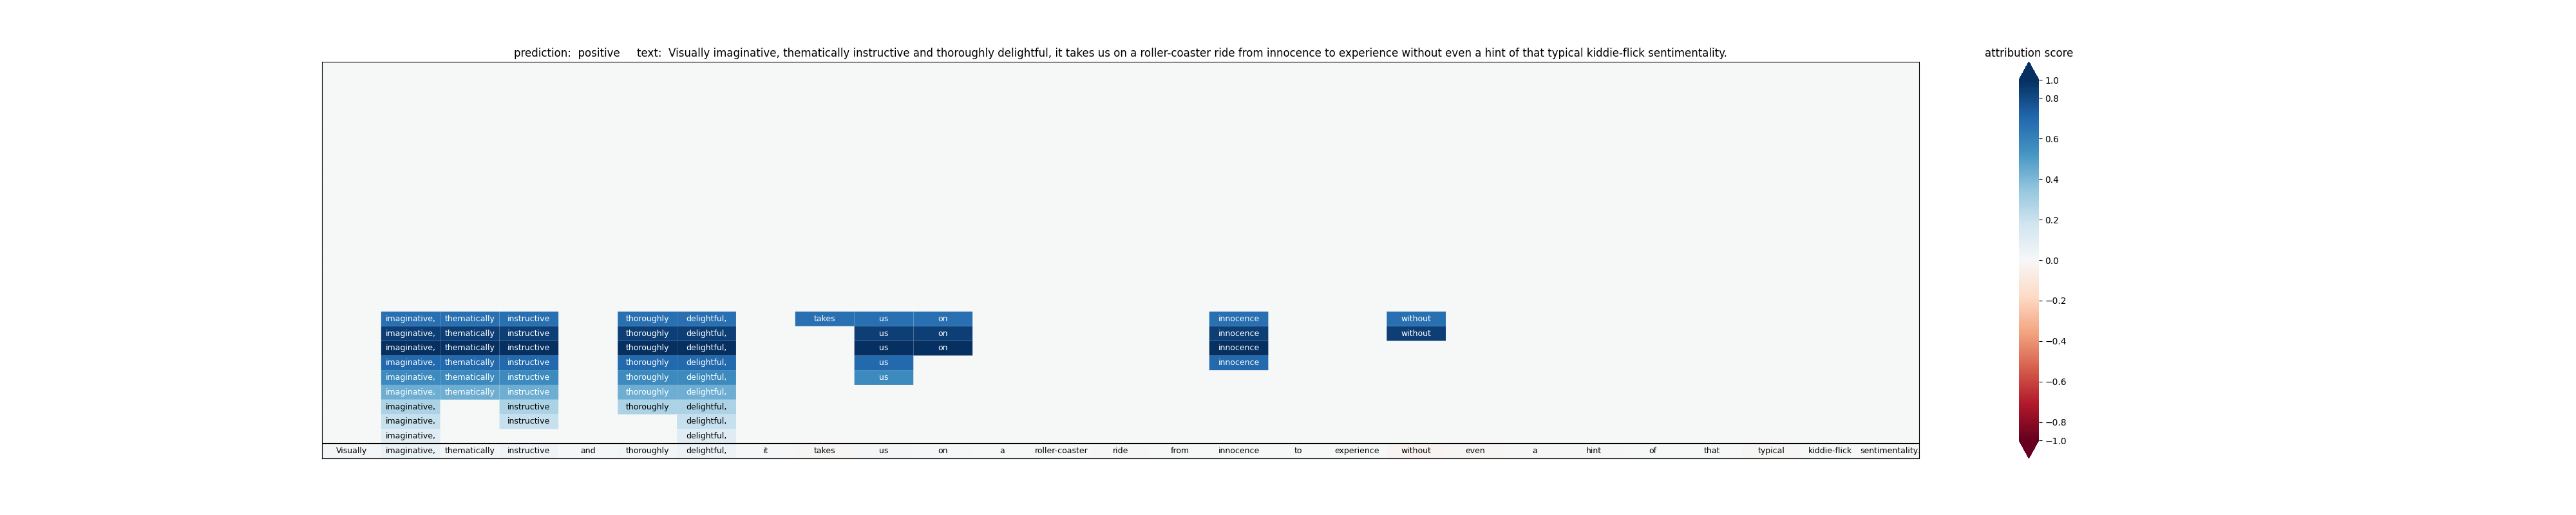 prediction: positive text: Visually imaginative, thematically instructive and thoroughly delightful, it takes us on a roller-coaster ride from innocence to experience without even a hint of that typical kiddie-flick sentimentality.
attribution score
imaginative, thematically instructive thoroughly delightful, takes us on innocence without
imaginative, thematically instructive thoroughly delightful, us on innocence without
imaginative, thematically instructive thoroughly delightful, us on innocence
imaginative, thematically instructive thoroughly delightful, us innocence
imaginative, thematically instructive thoroughly delightful, us
imaginative, thematically instructive thoroughly delightful,
imaginative, instructive thoroughly delightful,
imaginative, instructive delightful,
imaginative, delightful,
Visually imaginative, thematically instructive and thoroughly delightful, it takes us on a roller-coaster ride from innocence to experience without even a hint of that typical kiddie-flick sentimentality.
1.0
0.8
0.6
0.4
0.2
0.0
−0.2
−0.4
−0.6
−0.8
−1.0